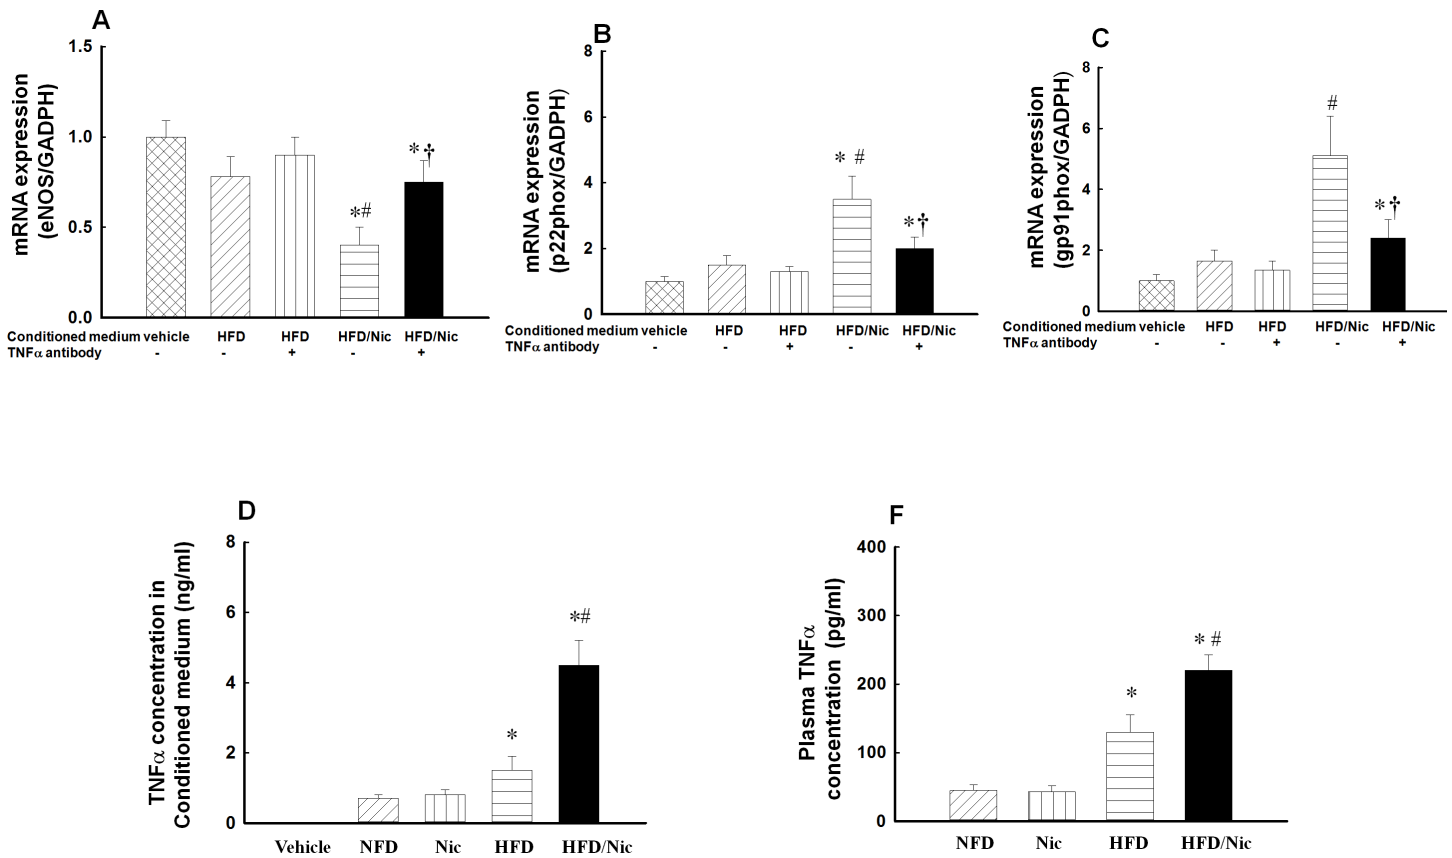 A
mRNA expression
(eNOS/GADPH)
1.5
1.0
0.5
0.0
*#
*†
Conditioned medium vehicle HFD HFD HFD/Nic HFD/Nic
TNFα antibody - - + - +
B
mRNA expression
(p22phox/GADPH)
8
6
4
2
0
* #
*†
Conditioned medium vehicle HFD HFD HFD/Nic HFD/Nic
TNFα antibody - - + - +
C
mRNA expression
(gp91phox/GADPH)
8
6
4
2
0
#
*†
Conditioned medium vehicle HFD HFD HFD/Nic HFD/Nic
TNFα antibody - - + - +
D
TNFα concentration in
Conditioned medium (ng/ml)
8
6
4
2
0
*
*#
Vehicle NFD Nic HFD HFD/Nic
F
Plasma TNFα
concentration (pg/ml)
400
300
200
100
0
*
* #
NFD Nic HFD HFD/Nic